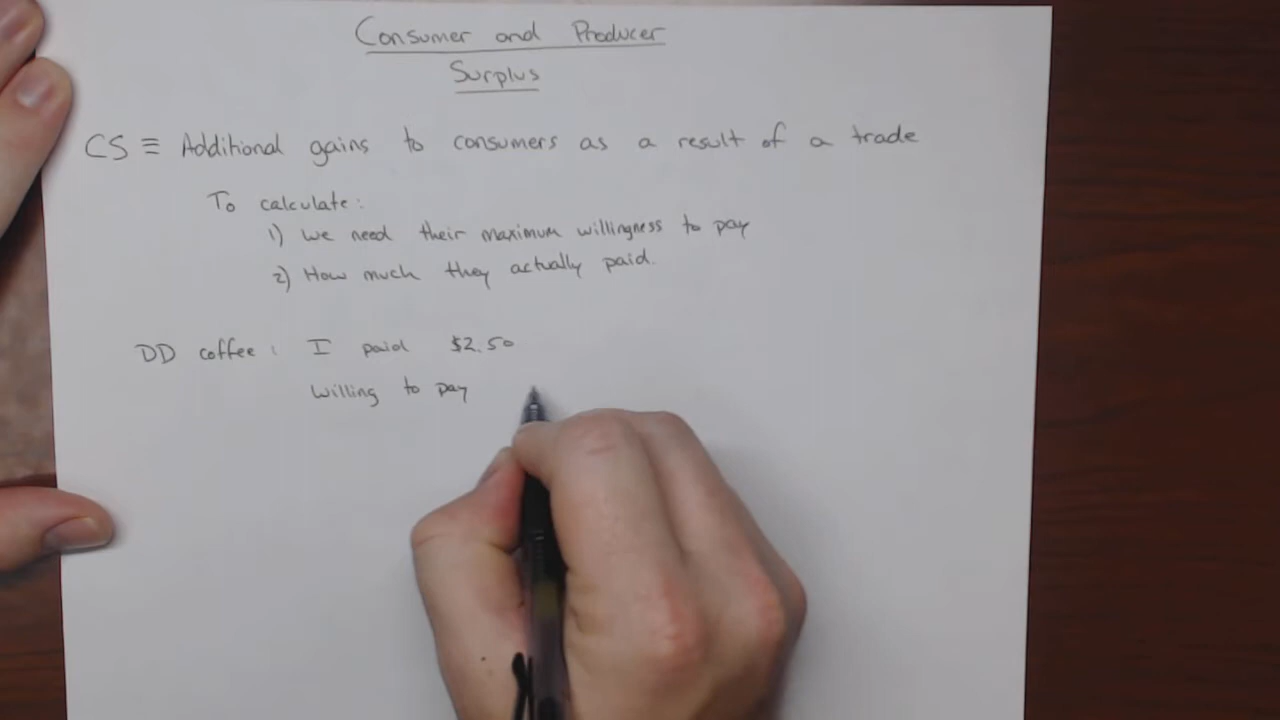 Consumer and Producer
Surplus
CS ≡ Additional gains to consumers as a result of a trade
To calculate:
1) We need their maximum willingness to pay
2) How much they actually paid.
DD coffee: I paid $2.50
Willing to pay